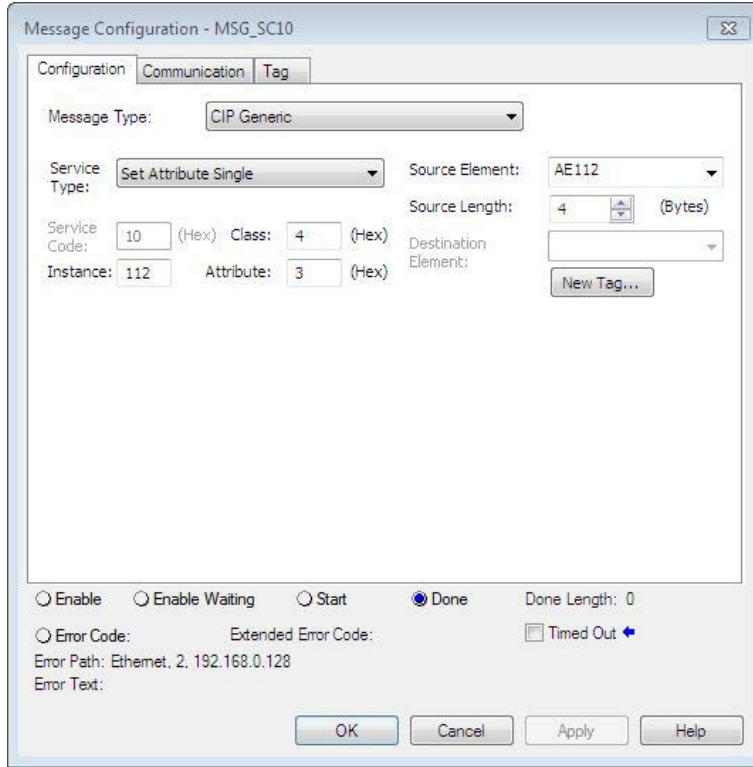 Message Configuration - MSG_SC10
Configuration Communication Tag
Message Type: CIP Generic
Service Type: Set Attribute Single
Source Element: AE112
Source Length: 4 (Bytes)
Service Code: 10 (Hex) Class: 4 (Hex)
Destination Element:
Instance: 112 Attribute: 3 (Hex)
New Tag...
Enable Enable Waiting Start Done Done Length: 0
Error Code: Extended Error Code: Timed Out
Error Path: Ethernet, 2, 192.168.0.128
Error Text:
OK Cancel Apply Help